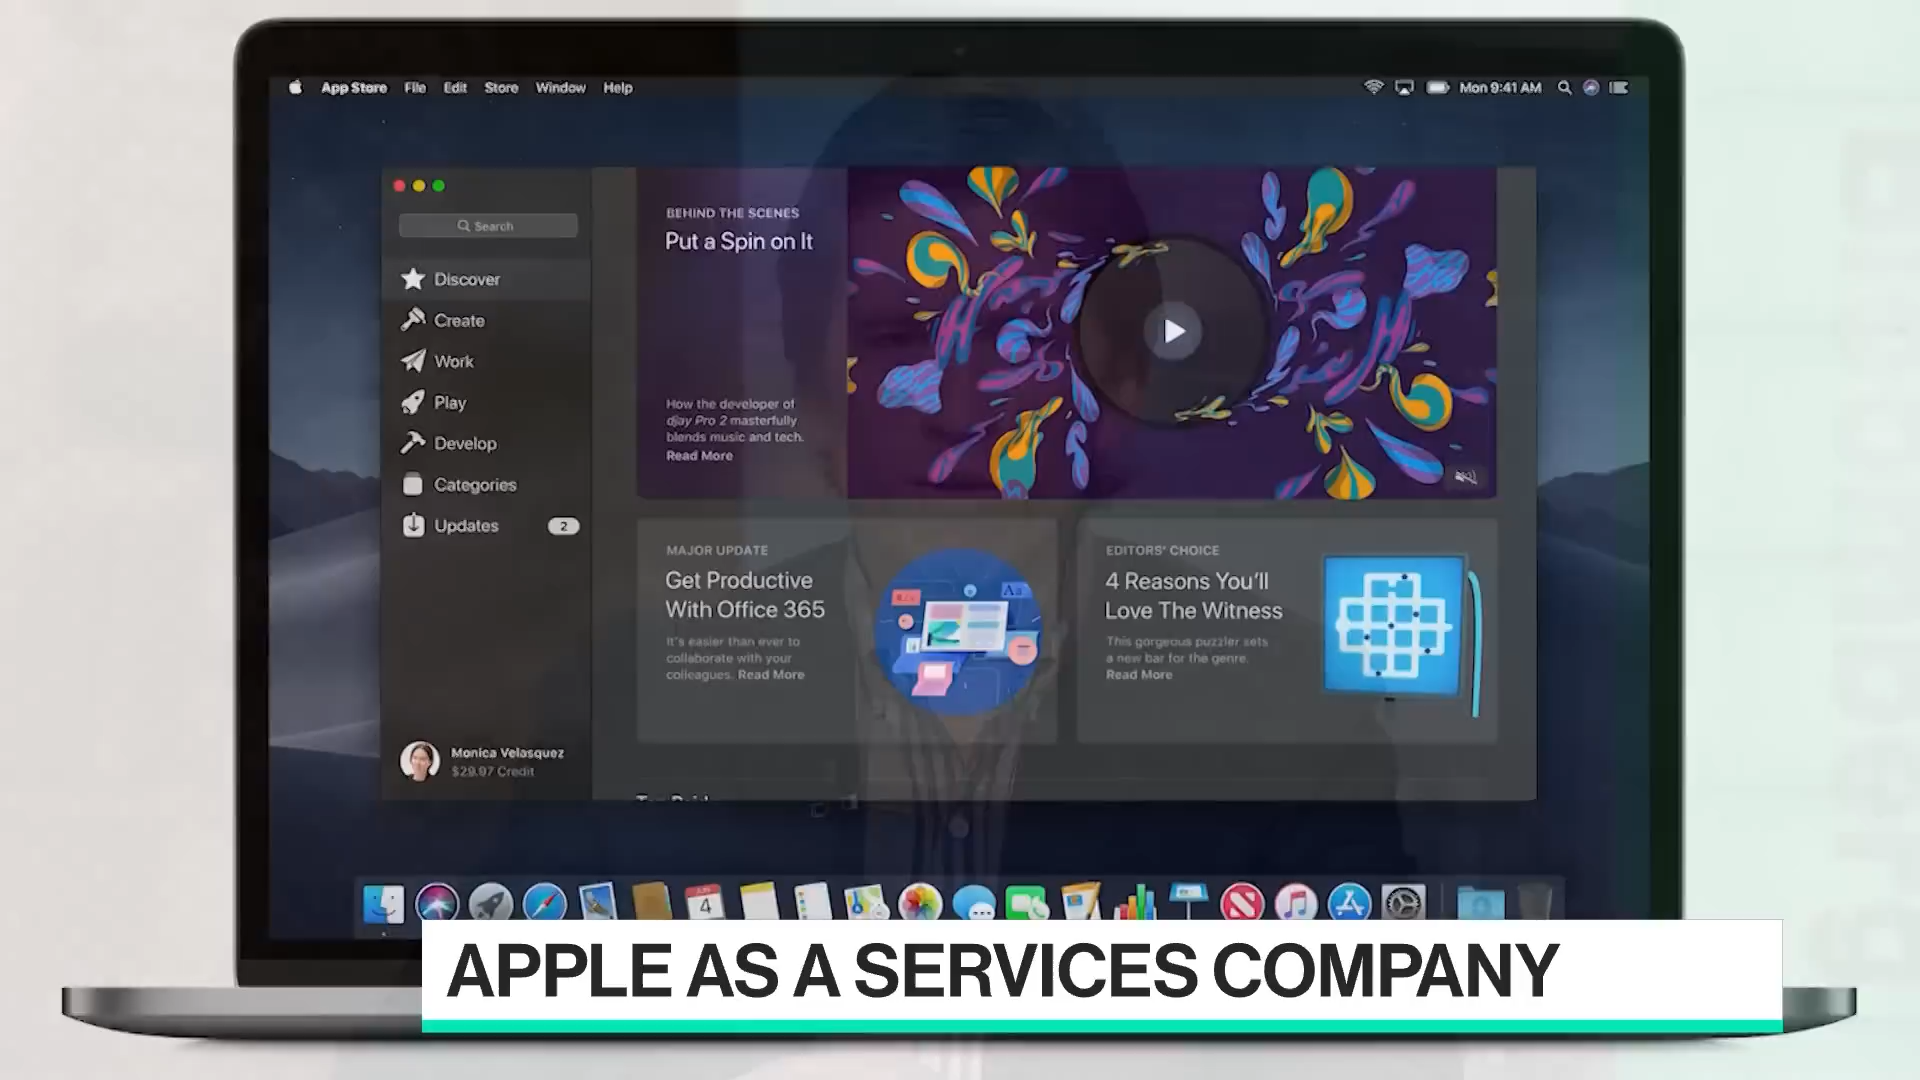 App Store File Edit Store Window Help Mon 9:41 AM
Search
Discover
Create
Work
Play
Develop
Categories
Updates 2
Monica Velasquez
$29.97 Credit
BEHIND THE SCENES
Put a Spin on It
How the developer of
djay Pro 2 masterfully
blends music and tech.
Read More
MAJOR UPDATE
Get Productive
With Office 365
It's easier than ever to
collaborate with your
colleagues. Read More
EDITORS' CHOICE
4 Reasons You'll
Love The Witness
This gorgeous puzzler sets
a new bar for the genre.
Read More
4
APPLE AS A SERVICES COMPANY